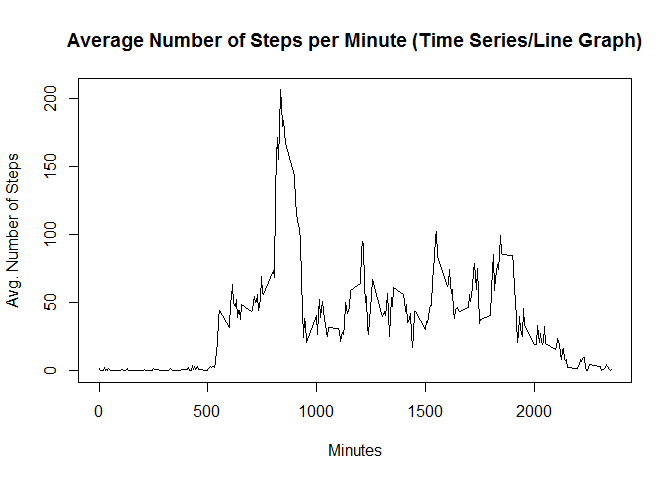 Average Number of Steps per Minute (Time Series/Line Graph)
Avg. Number of Steps
200
150
100
50
0
0 500 1000 1500 2000
Minutes